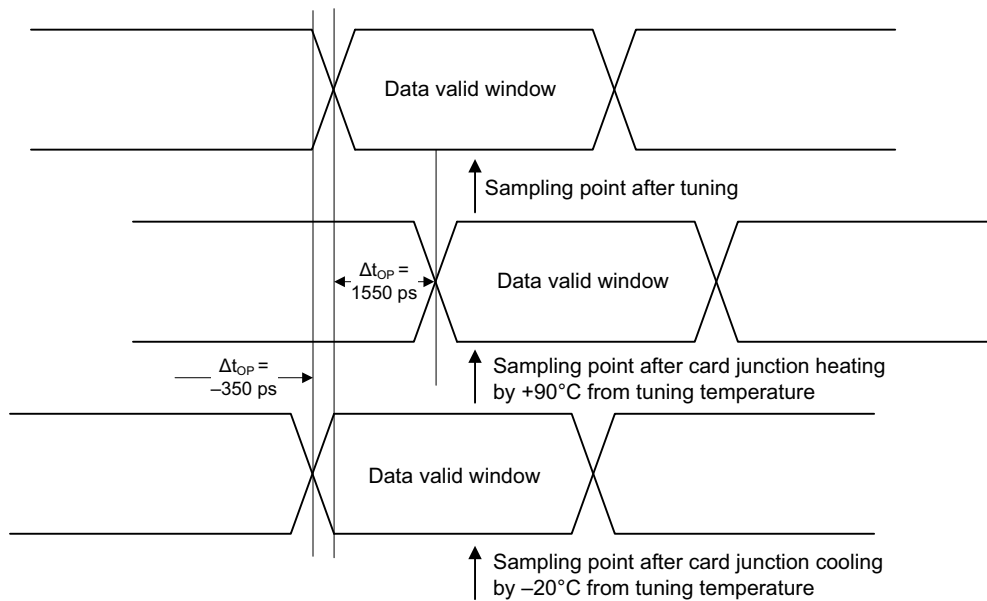 Data valid window
Sampling point after tuning
Data valid window
ΔtOP =
1550 ps
ΔtOP =
–350 ps
Sampling point after card junction heating
by +90°C from tuning temperature
Data valid window
Sampling point after card junction cooling
by –20°C from tuning temperature